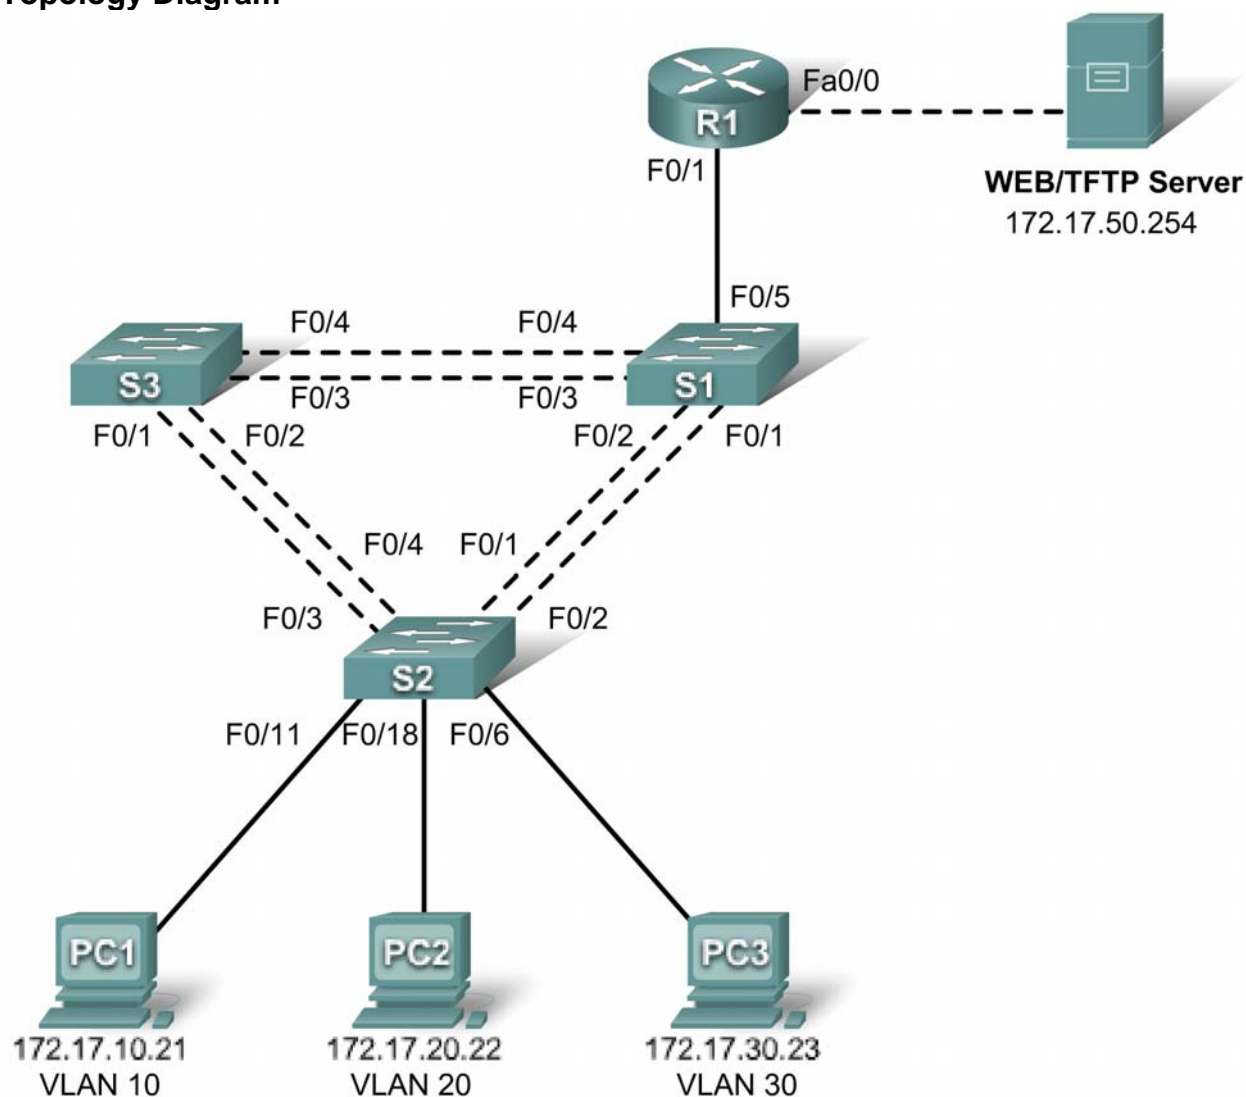 Topology Diagram
Fa0/0
R1
F0/1
WEB/TFTP Server
172.17.50.254
F0/5
F0/4
F0/4
S3
S1
F0/3
F0/3
F0/1
F0/2
F0/2
F0/1
F0/4
F0/1
F0/3
F0/2
S2
F0/11
F0/18
F0/6
PC1
PC2
PC3
172.17.10.21
172.17.20.22
172.17.30.23
VLAN 10
VLAN 20
VLAN 30